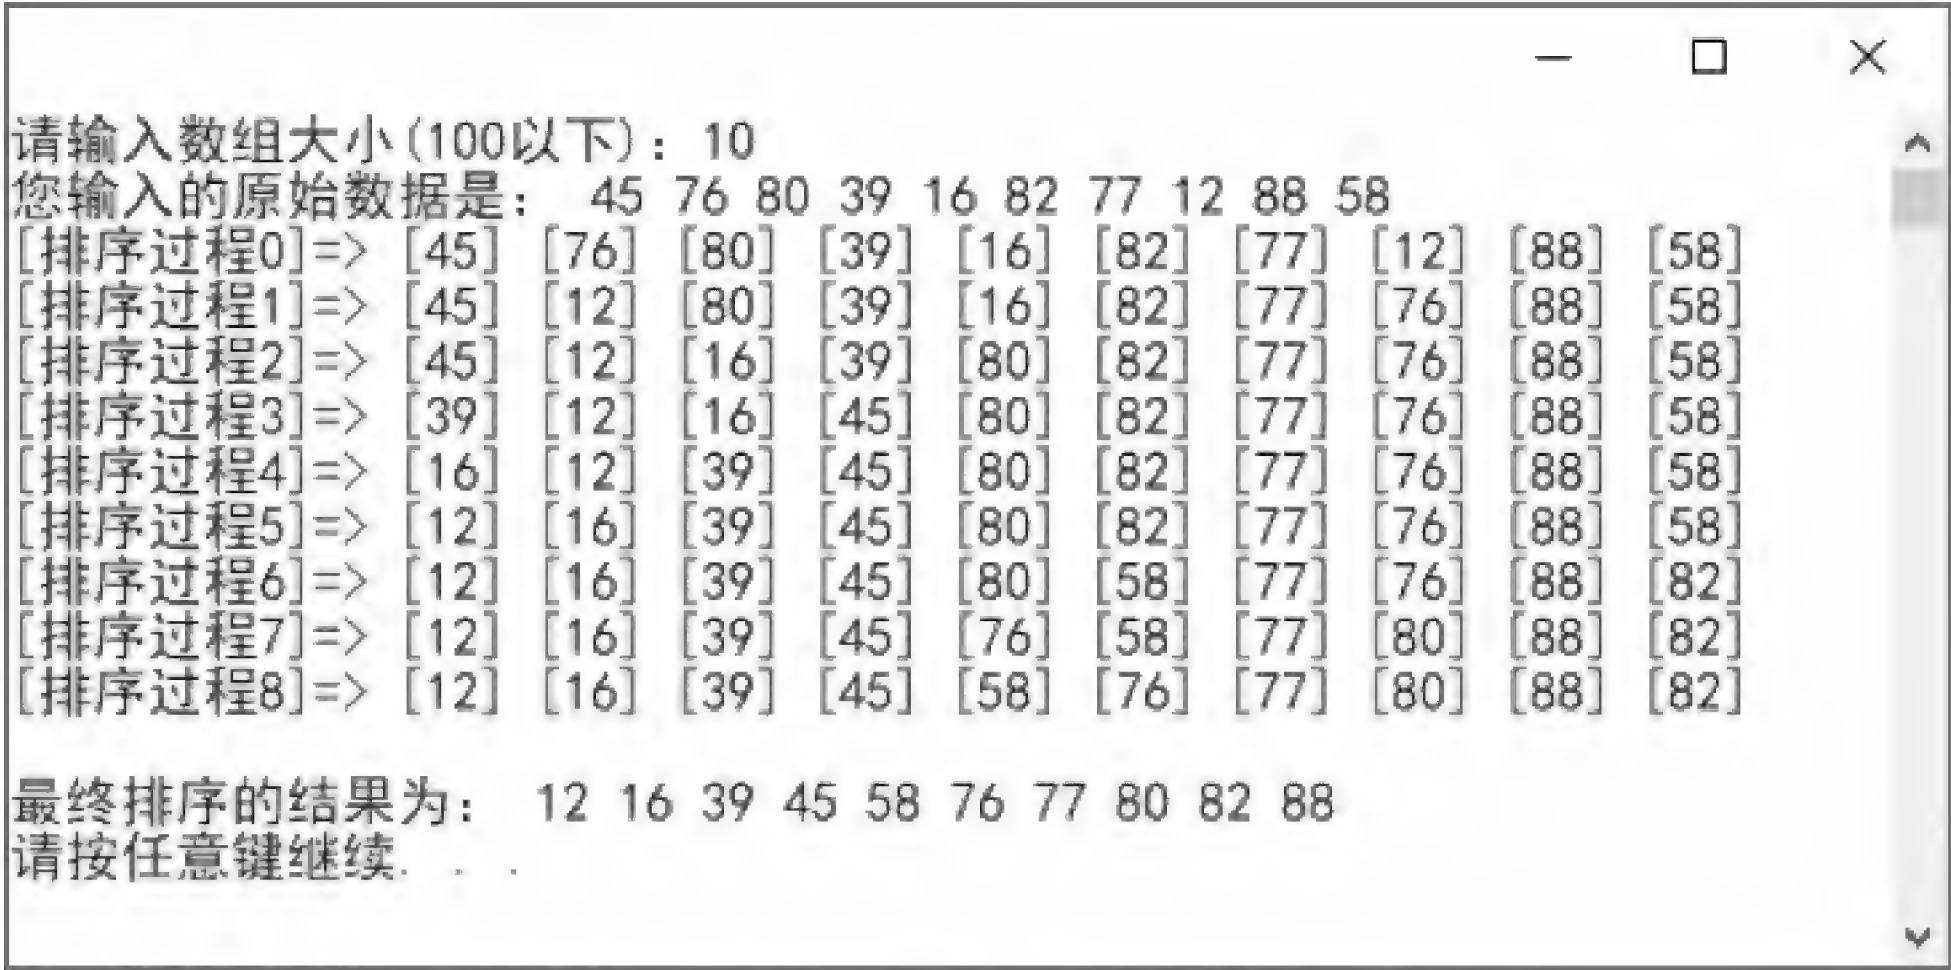 请输入数组大小(100以下): 10
您输入的原始数据是: 45 76 80 39 16 82 77 12 88 58
[排序过程0]=> [45] [76] [80] [39] [16] [82] [77] [12] [88] [58]
[排序过程1]=> [45] [12] [80] [39] [16] [82] [77] [76] [88] [58]
[排序过程2]=> [45] [12] [16] [39] [80] [82] [77] [76] [88] [58]
[排序过程3]=> [39] [12] [16] [45] [80] [82] [77] [76] [88] [58]
[排序过程4]=> [16] [12] [39] [45] [80] [82] [77] [76] [88] [58]
[排序过程5]=> [12] [16] [39] [45] [80] [82] [77] [76] [88] [58]
[排序过程6]=> [12] [16] [39] [45] [80] [58] [77] [76] [88] [82]
[排序过程7]=> [12] [16] [39] [45] [76] [58] [77] [80] [88] [82]
[排序过程8]=> [12] [16] [39] [45] [58] [76] [77] [80] [88] [82]
最终排序的结果为: 12 16 39 45 58 76 77 80 82 88
请按任意键继续. . .